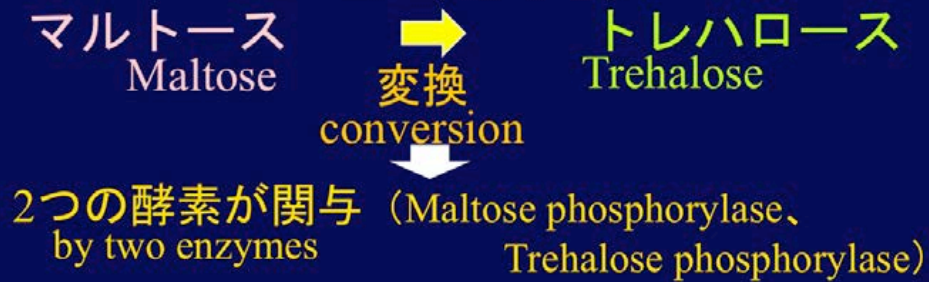 マルトース
Maltose
トレハロース
Trehalose
変換
conversion
2つの酵素が関与（Maltose phosphorylase、
by two enzymes
Trehalose phosphorylase）